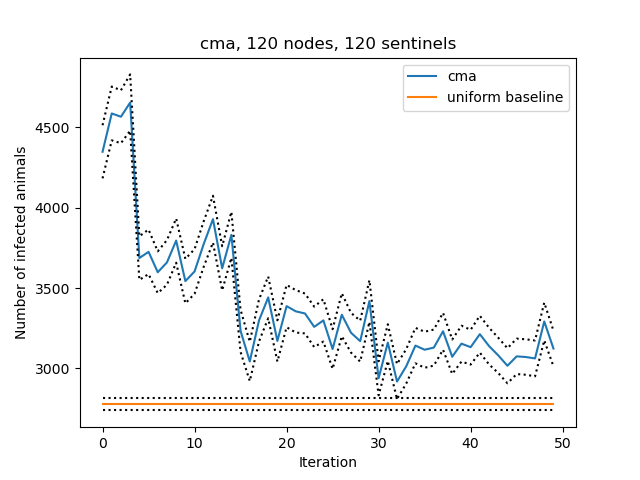 cma, 120 nodes, 120 sentinels
cma
uniform baseline
Number of infected animals
4500
4000
3500
3000
0 10 20 30 40 50
Iteration